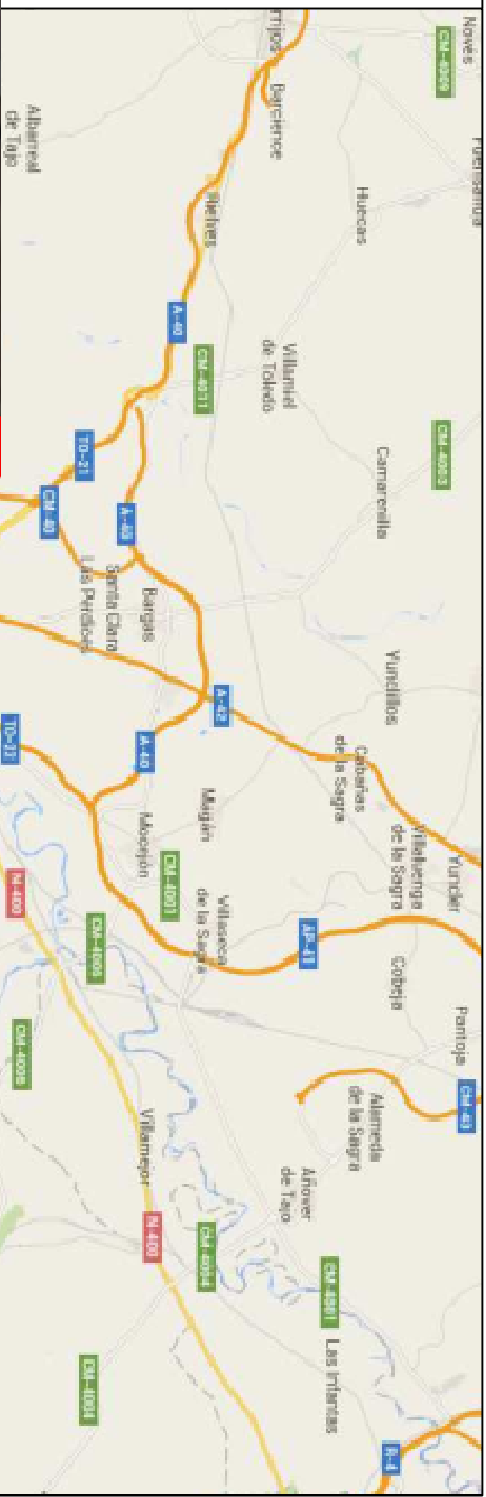 Novés
CM-4009
rrijos
Barcience
Huecas
Albarreal
de Tajo
Rielves
A-40
CM-4011
Villamiel
de Toledo
CM-4003
Camarenilla
TO-21
CM-40
A-40
Bargas
Santa Clara
Las Perdices
Yunclillos
A-42
Cabañas
de la Sagra
TO-22
A-40
Magán
Mocejón
Villaluenga
de la Sagra
Yuncler
CM-4001
Villaseca
de la Sagra
N-400
CM-4006
AP-41
Cobeja
Pantoja
CM-4006
CM-43
Alameda
de la Sagra
Villamejor
Añover
de Tajo
N-400
CM-4004
CM-4001
Las Infantas
CM-4004
R-4